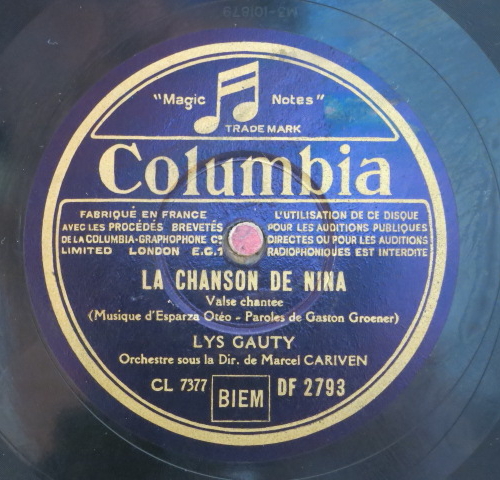 M3-101879
"Magic Notes"
TRADE MARK
Columbia
FABRIQUÉ EN FRANCE
AVEC LES PROCÉDÉS BREVETÉS
DE LA COLUMBIA-GRAPHOPHONE Co
LIMITED LONDON E.C.1
L'UTILISATION DE CE DISQUE
POUR LES AUDITIONS PUBLIQUES
DIRECTES OU POUR LES AUDITIONS
RADIOPHONIQUES EST INTERDITE
LA CHANSON DE NINA
Valse chantee
(Musique d'Esparza Otéo - Paroles de Gaston Groener)
LYS GAUTY
Orchestre sous la Dir. de Marcel CARIVEN
CL 7377 BIEM DF 2793